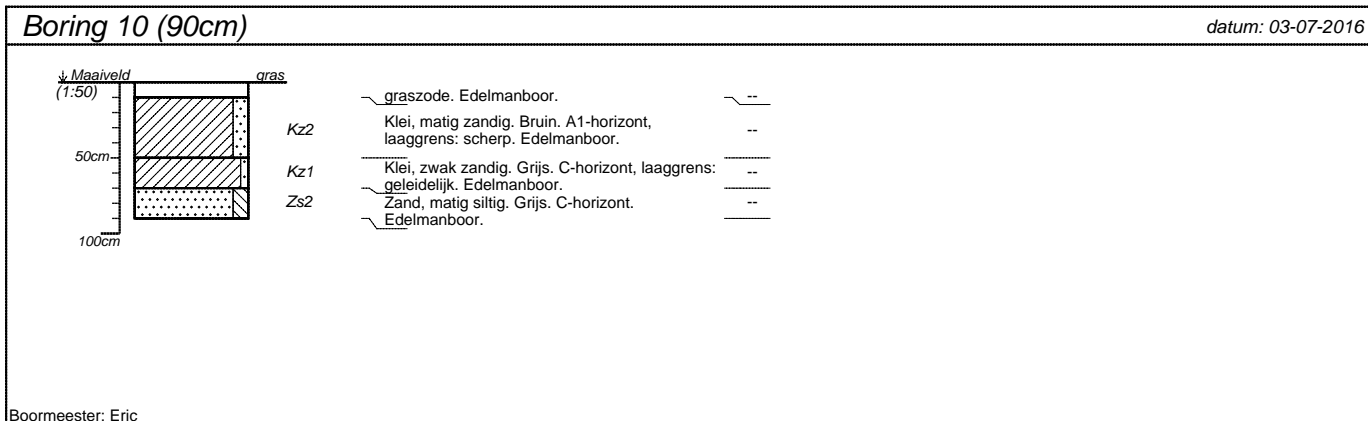 Boring 10 (90cm)
datum: 03-07-2016
Maaiveld
gras
(1:50)
graszode. Edelmanboor.
--
Kz2
Klei, matig zandig. Bruin. A1-horizont,
laaggrens: scherp. Edelmanboor.
--
50cm
Kz1
Klei, zwak zandig. Grijs. C-horizont, laaggrens:
geleidelijk. Edelmanboor.
--
Zs2
Zand, matig siltig. Grijs. C-horizont.
Edelmanboor.
--
100cm
Boormeester: Eric